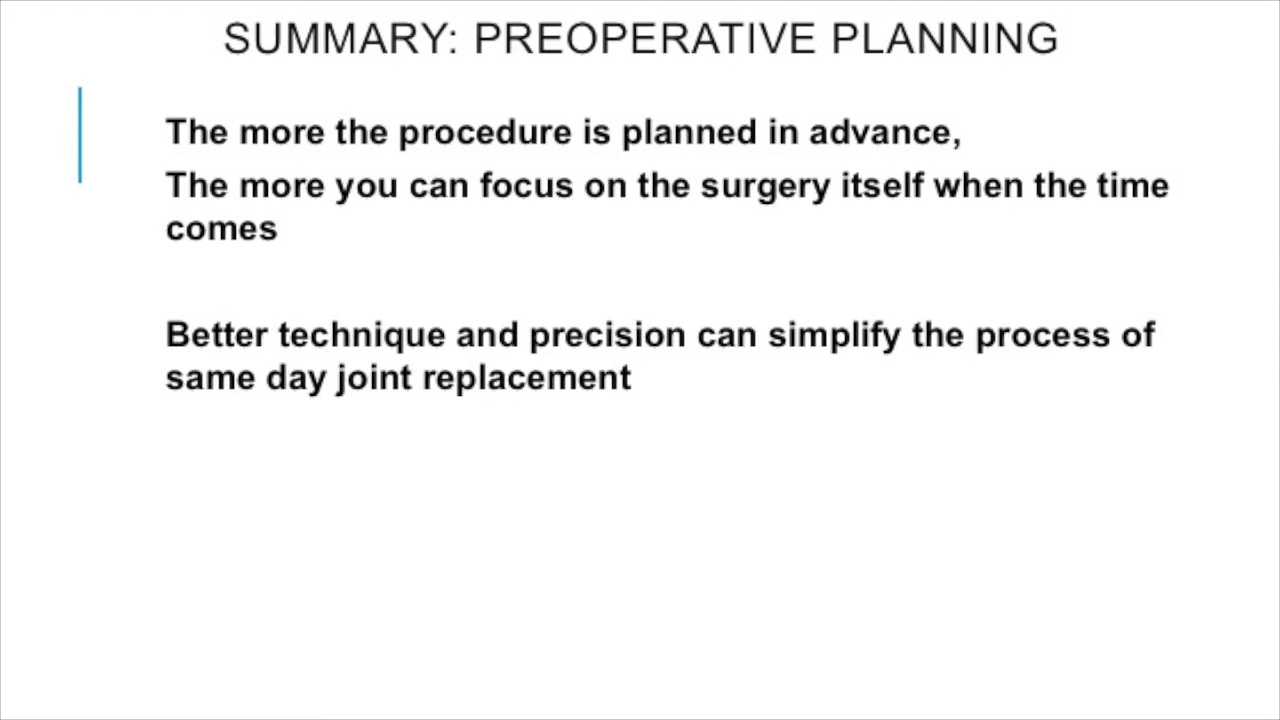 SUMMARY: PREOPERATIVE PLANNING
The more the procedure is planned in advance,
The more you can focus on the surgery itself when the time
comes
Better technique and precision can simplify the process of
same day joint replacement